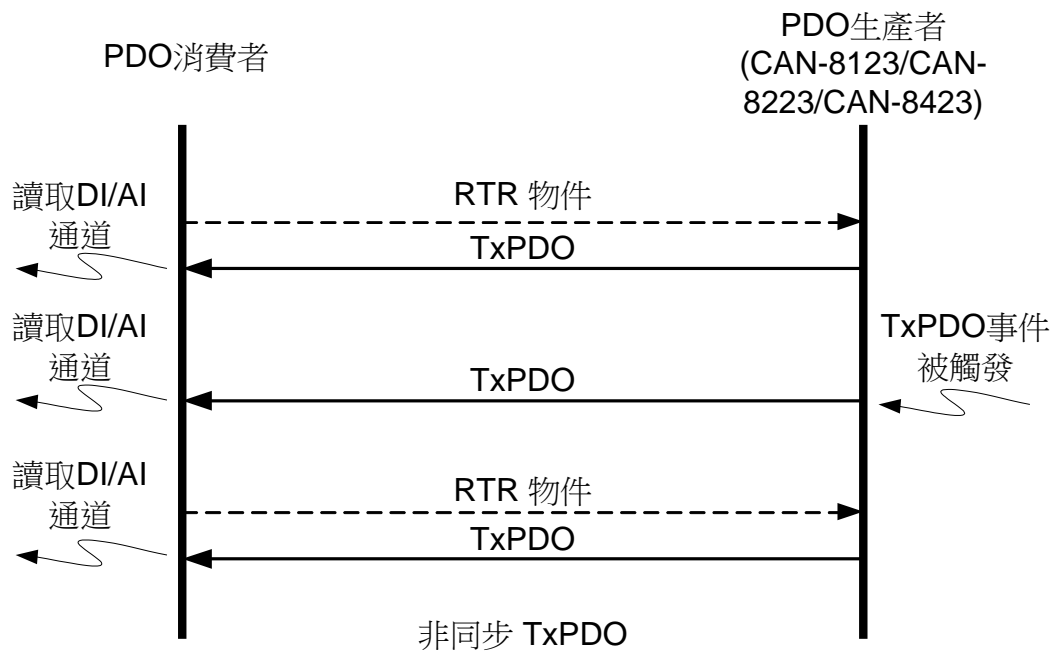 PDO消費者
PDO生產者
(CAN-8123/CAN-
8223/CAN-8423)
讀取DI/AI
通道
RTR 物件
TxPDO
讀取DI/AI
通道
TxPDO
TxPDO事件
被觸發
讀取DI/AI
通道
RTR 物件
TxPDO
非同步 TxPDO